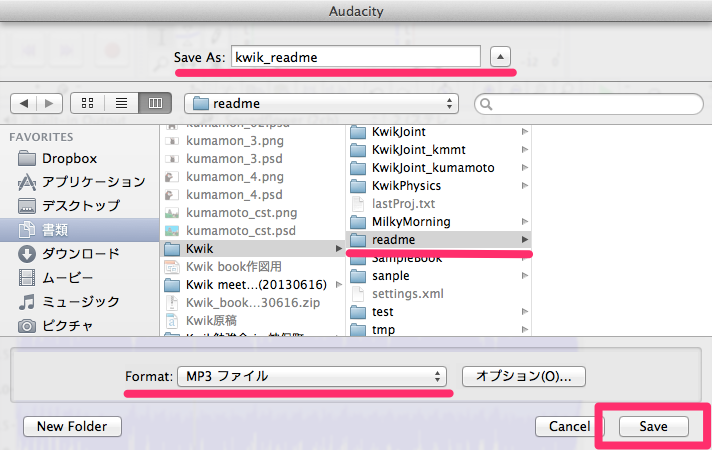 Audacity
Save As: kwik_readme
readme
FAVORITES
Dropbox
アプリケーション
デスクトップ
書類
ダウンロード
ムービー
ミュージック
ピクチャ
kumamon_3.png
kumamon_3.psd
kumamon_4.png
kumamon_4.psd
kumamoto_cst.png
kumamoto_cst.psd
Kwik
Kwik book作図用
Kwik meet...(20130616)
Kwik_book...30616.zip
Kwik原稿
KwikJoint
KwikJoint_kmmt
KwikJoint_kumamoto
KwikPhysics
lastProj.txt
MilkyMorning
readme
SampleBook
sanple
settings.xml
test
tmp
Format: MP3 ファイル
オプション(O)...
New Folder
Cancel
Save